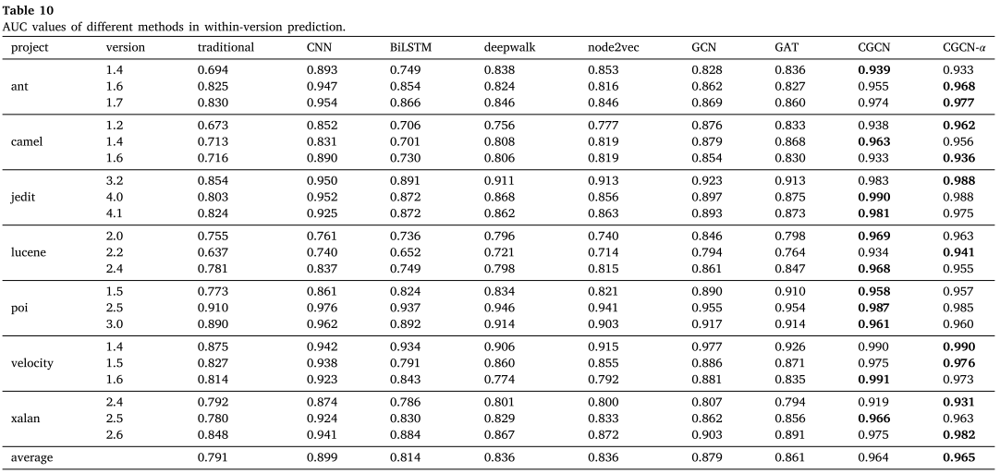 Table 10
AUC values of different methods in within-version prediction.
project version traditional CNN BiLSTM deepwalk node2vec GCN GAT CGCN CGCN-α
1.4 0.694 0.893 0.749 0.838 0.853 0.828 0.836 0.939 0.933
ant 1.6 0.825 0.947 0.854 0.824 0.816 0.862 0.827 0.955 0.968
1.7 0.830 0.954 0.866 0.846 0.846 0.869 0.860 0.974 0.977
1.2 0.673 0.852 0.706 0.756 0.777 0.876 0.833 0.938 0.962
camel 1.4 0.713 0.831 0.701 0.808 0.819 0.879 0.868 0.963 0.956
1.6 0.716 0.890 0.730 0.806 0.819 0.854 0.830 0.933 0.936
3.2 0.854 0.950 0.891 0.911 0.913 0.923 0.913 0.983 0.988
jedit 4.0 0.803 0.952 0.872 0.868 0.856 0.897 0.875 0.990 0.988
4.1 0.824 0.925 0.872 0.862 0.863 0.893 0.873 0.981 0.975
2.0 0.755 0.761 0.736 0.796 0.740 0.846 0.798 0.969 0.963
lucene 2.2 0.637 0.740 0.652 0.721 0.714 0.794 0.764 0.934 0.941
2.4 0.781 0.837 0.749 0.798 0.815 0.861 0.847 0.968 0.955
1.5 0.773 0.861 0.824 0.834 0.821 0.890 0.910 0.958 0.957
poi 2.5 0.910 0.976 0.937 0.946 0.941 0.955 0.954 0.987 0.985
3.0 0.890 0.962 0.892 0.914 0.903 0.917 0.914 0.961 0.960
1.4 0.875 0.942 0.934 0.906 0.915 0.977 0.926 0.990 0.990
velocity 1.5 0.827 0.938 0.791 0.860 0.855 0.886 0.871 0.975 0.976
1.6 0.814 0.923 0.843 0.774 0.792 0.881 0.835 0.991 0.973
2.4 0.792 0.874 0.786 0.801 0.800 0.807 0.794 0.919 0.931
xalan 2.5 0.780 0.924 0.830 0.829 0.833 0.862 0.856 0.966 0.963
2.6 0.848 0.941 0.884 0.867 0.872 0.903 0.891 0.975 0.982
average 0.791 0.899 0.814 0.836 0.836 0.879 0.861 0.964 0.965